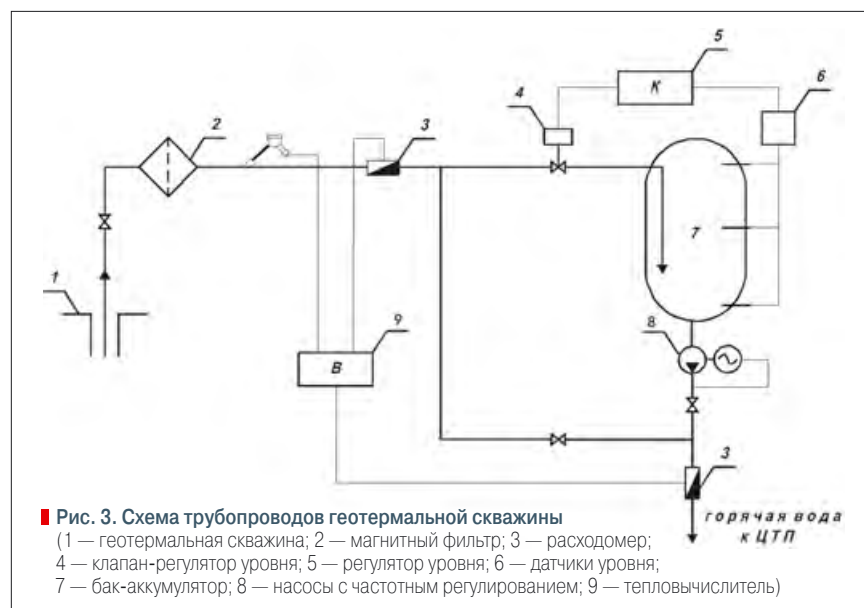 5
К
6
4
2
3
7
1
9
8
В
3
горячая вода
к ЦТП
Рис. 3. Схема трубопроводов геотермальной скважины
(1 — геотермальная скважина; 2 — магнитный фильтр; 3 — расходомер;
4 — клапан-регулятор уровня; 5 — регулятор уровня; 6 — датчики уровня;
7 — бак-аккумулятор; 8 — насосы с частотным регулированием; 9 — тепловычислитель)